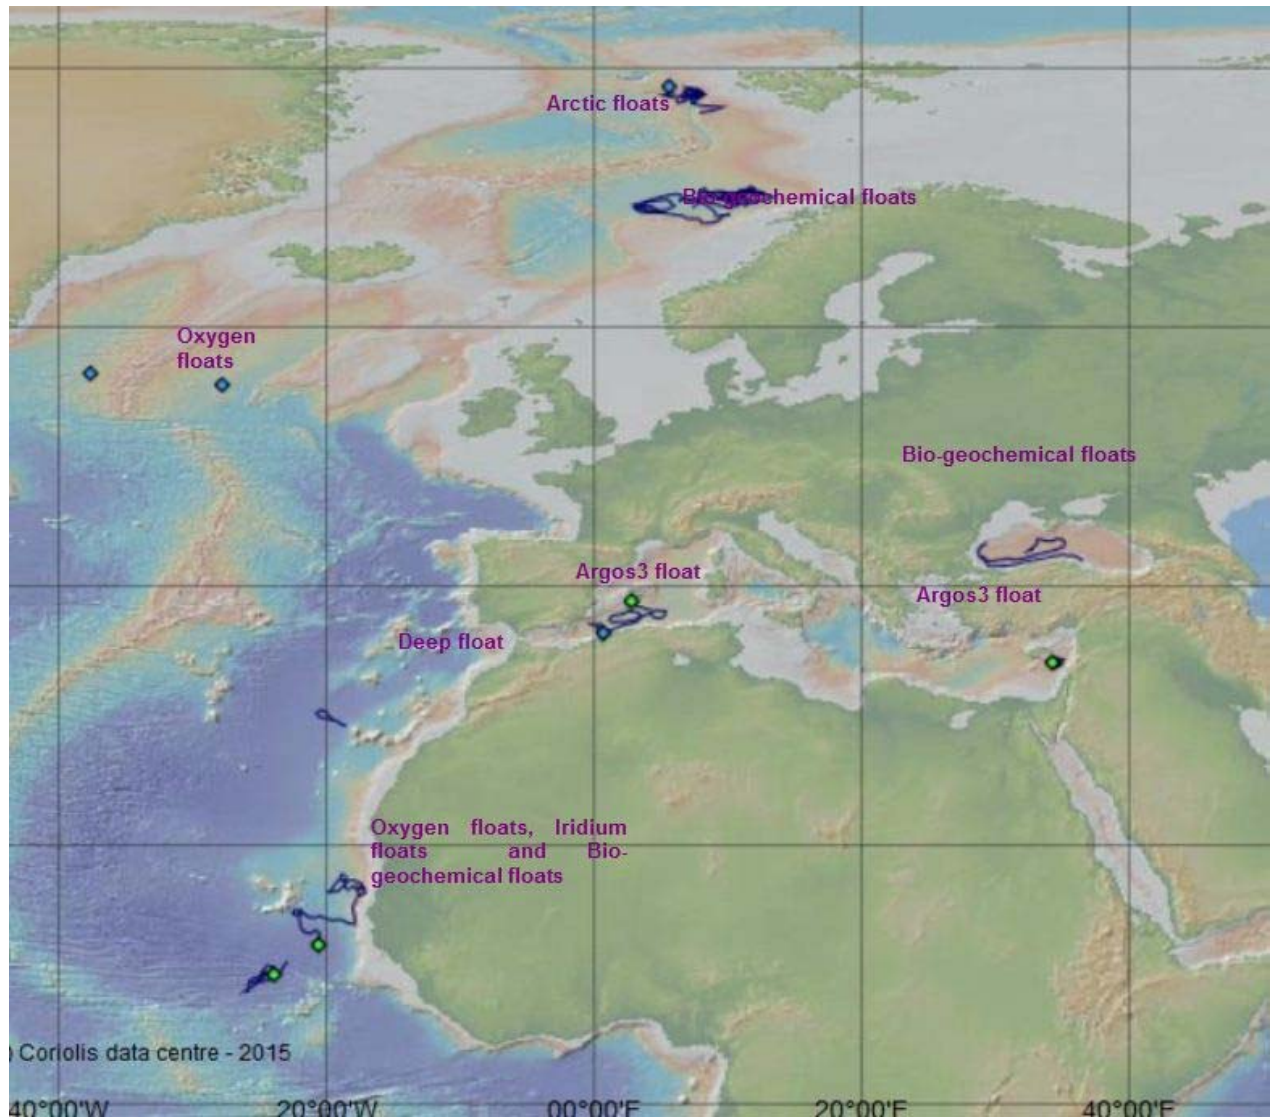 Arctic floats
Bio-geochemical floats
Oxygen
floats
Bio-geochemical floats
Argos3 float
Argos3 float
Deep float
Oxygen floats, Iridium
floats and Bio-
geochemical floats
) Coriolis data centre - 2015
40°00'W 20°00'W 00°00'E 20°00'E 40°00'E